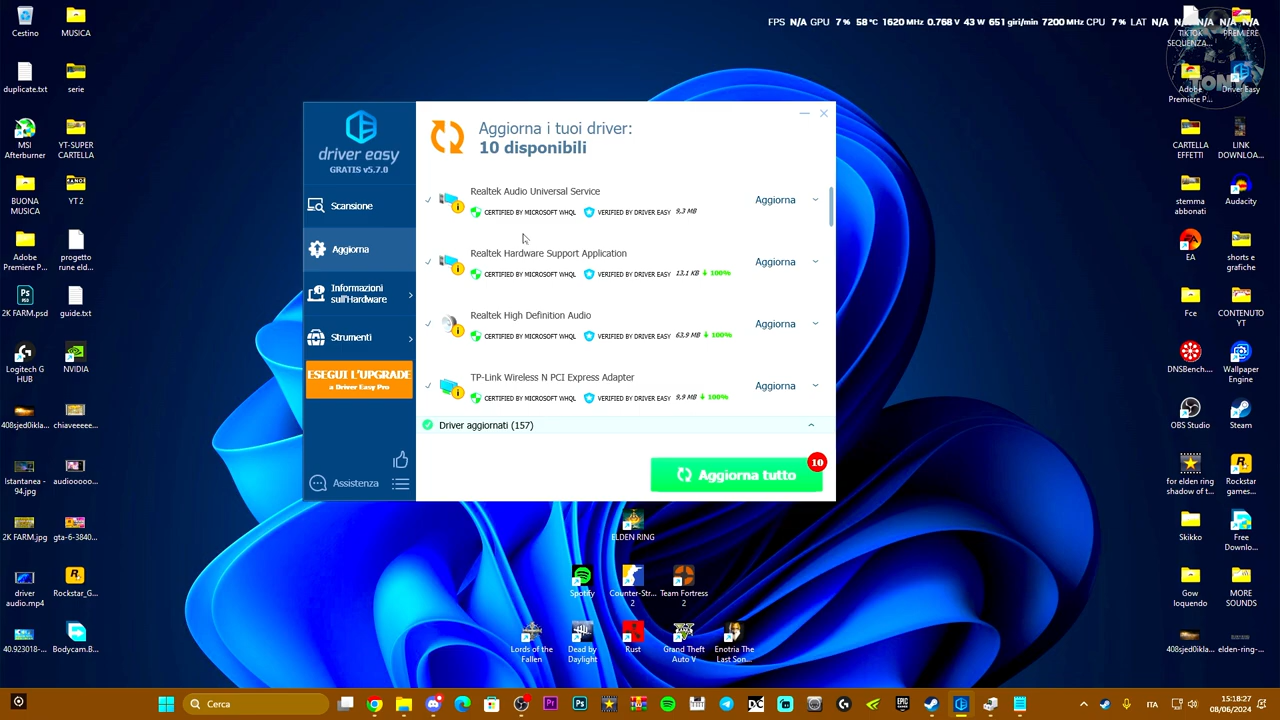 FPS N/A GPU 7 % 58 °C 1620 MHz 0.768 V 43 W 651 giri/min 7200 MHz CPU 7 % LAT N/A N/A N/A N/A N/A
Cestino
MUSICA
TIKTOK SEQUENZA...
PREMIERE
duplicate.txt
serie
Adobe Premiere P...
Driver Easy
TONY
MSI Afterburner
YT-SUPER CARTELLA
CARTELLA EFFETTI
LINK DOWNLOA...
BUONA MUSICA
YT 2
stemma abbonati
Audacity
Adobe Premiere P...
progetto rune eld...
EA
shorts e grafiche
2K FARM.psd
guide.txt
Fce
CONTENUTO YT
Logitech G HUB
NVIDIA
DNSBench...
Wallpaper Engine
408sjed0ikla...
chiaveeeee...
OBS Studio
Steam
Istantanea - 94.jpg
audiooooo...
for elden ring shadow of t...
Rockstar games...
2K FARM.jpg
gta-6-3840...
Skikko
Free Downlo...
driver audio.mp4
Rockstar_G...
Gow loquendo
MORE SOUNDS
40.923018-...
Bodycam.B...
408sjed0ikla...
elden-ring-...
driver easy
GRATIS v5.7.0
Scansione
Aggiorna
Informazioni
sull'Hardware
Strumenti
ESEGUI L'UPGRADE
a Driver Easy Pro
Assistenza
Aggiorna i tuoi driver:
10 disponibili
Realtek Audio Universal Service
Aggiorna
CERTIFIED BY MICROSOFT WHQL VERIFIED BY DRIVER EASY 9,3 MB
Realtek Hardware Support Application
Aggiorna
CERTIFIED BY MICROSOFT WHQL VERIFIED BY DRIVER EASY 13,1 KB 100%
Realtek High Definition Audio
Aggiorna
CERTIFIED BY MICROSOFT WHQL VERIFIED BY DRIVER EASY 63,9 MB 100%
TP-Link Wireless N PCI Express Adapter
Aggiorna
CERTIFIED BY MICROSOFT WHQL VERIFIED BY DRIVER EASY 9,9 MB 100%
Driver aggiornati (157)
Aggiorna tutto
10
ELDEN RING
Spotify
Counter-Str... 2
Team Fortress 2
Lords of the Fallen
Dead by Daylight
Rust
Grand Theft Auto V
Enotria The Last Son...
Cerca
ITA
15:18:27
08/06/2024